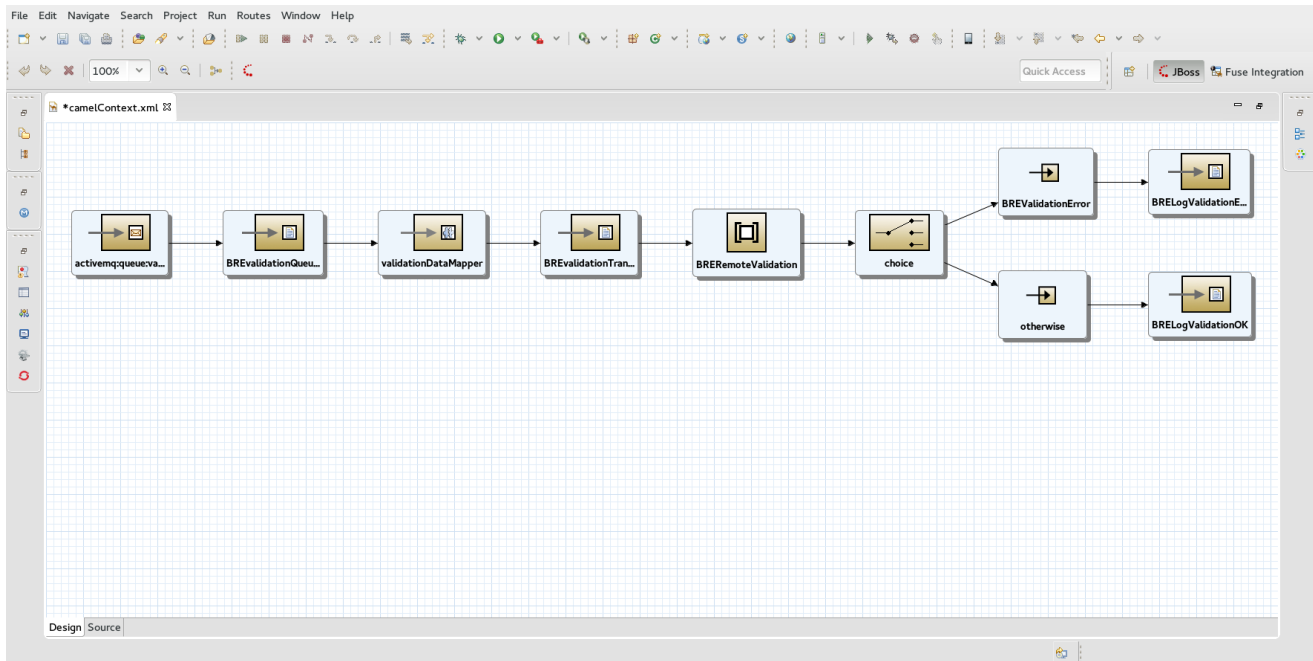 File Edit Navigate Search Project Run Routes Window Help
100%
Quick Access
JBoss Fuse Integration
*camelContext.xml
BREValidationError
BRELogValidationE...
activemq:queue:va...
BREvalidationQueu...
validationDataMapper
BREvalidationTran...
BRERemoteValidation
choice
otherwise
BRELogValidationOK
Design Source